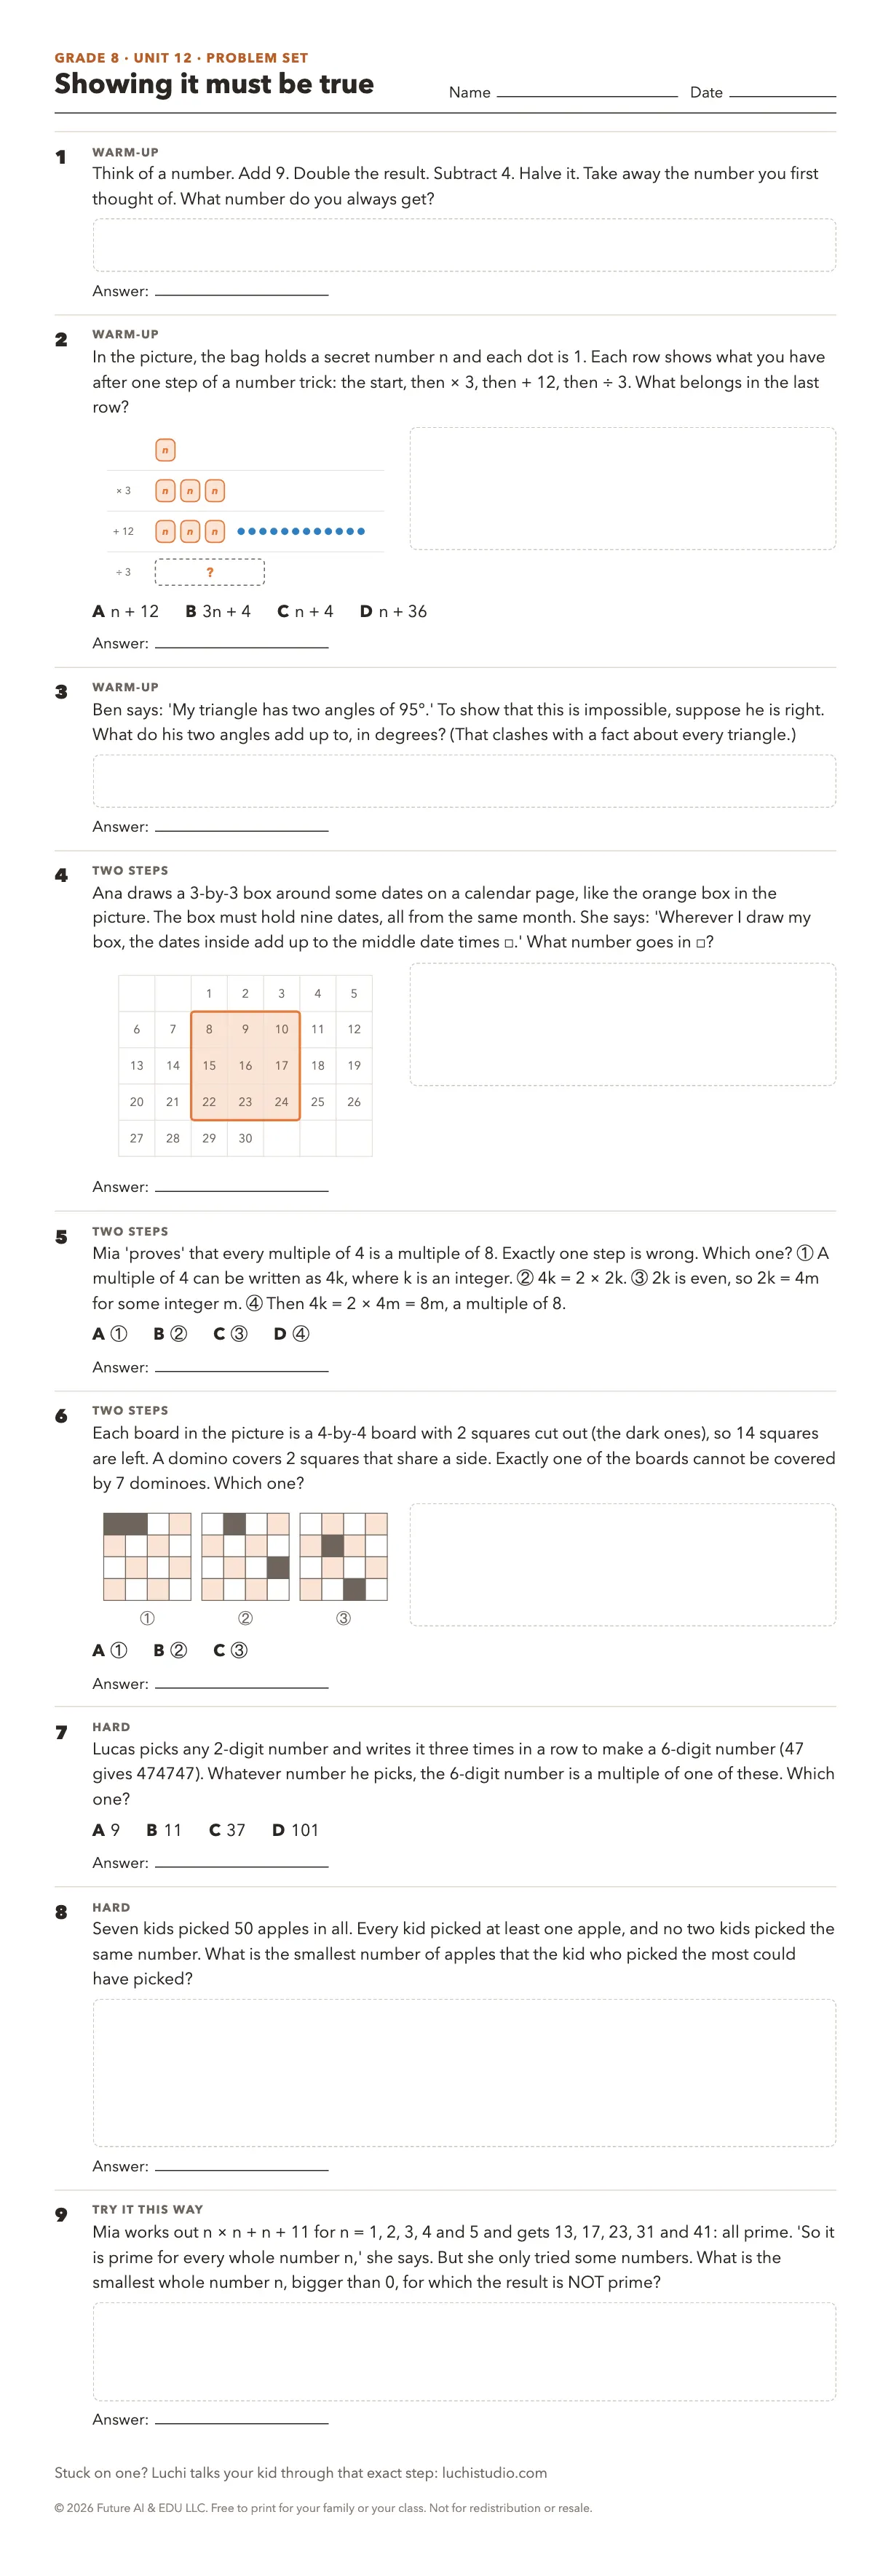 GRADE 8 · UNIT 12 · PROBLEM SET
Showing it must be true
Name
Date
1
WARM-UP
Think of a number. Add 9. Double the result. Subtract 4. Halve it. Take away the number you first
thought of. What number do you always get?
Answer:
2
WARM-UP
In the picture, the bag holds a secret number n and each dot is 1. Each row shows what you have
after one step of a number trick: the start, then × 3, then + 12, then ÷ 3. What belongs in the last
row?
n
× 3 n n n
+ 12 n n n
÷ 3 ?
A n + 12 B 3n + 4 C n + 4 D n + 36
Answer:
3
WARM-UP
Ben says: 'My triangle has two angles of 95°.' To show that this is impossible, suppose he is right.
What do his two angles add up to, in degrees? (That clashes with a fact about every triangle.)
Answer:
4
TWO STEPS
Ana draws a 3-by-3 box around some dates on a calendar page, like the orange box in the
picture. The box must hold nine dates, all from the same month. She says: 'Wherever I draw my
box, the dates inside add up to the middle date times □.' What number goes in □?
1 2 3 4 5
6 7 8 9 10 11 12
13 14 15 16 17 18 19
20 21 22 23 24 25 26
27 28 29 30
Answer:
5
TWO STEPS
Mia 'proves' that every multiple of 4 is a multiple of 8. Exactly one step is wrong. Which one? ① A
multiple of 4 can be written as 4k, where k is an integer. ② 4k = 2 × 2k. ③ 2k is even, so 2k = 4m
for some integer m. ④ Then 4k = 2 × 4m = 8m, a multiple of 8.
A ① B ② C ③ D ④
Answer:
6
TWO STEPS
Each board in the picture is a 4-by-4 board with 2 squares cut out (the dark ones), so 14 squares
are left. A domino covers 2 squares that share a side. Exactly one of the boards cannot be covered
by 7 dominoes. Which one?
① ② ③
A ① B ② C ③
Answer:
7
HARD
Lucas picks any 2-digit number and writes it three times in a row to make a 6-digit number (47
gives 474747). Whatever number he picks, the 6-digit number is a multiple of one of these. Which
one?
A 9 B 11 C 37 D 101
Answer:
8
HARD
Seven kids picked 50 apples in all. Every kid picked at least one apple, and no two kids picked the
same number. What is the smallest number of apples that the kid who picked the most could
have picked?
Answer:
9
TRY IT THIS WAY
Mia works out n × n + n + 11 for n = 1, 2, 3, 4 and 5 and gets 13, 17, 23, 31 and 41: all prime. 'So it
is prime for every whole number n,' she says. But she only tried some numbers. What is the
smallest whole number n, bigger than 0, for which the result is NOT prime?
Answer:
Stuck on one? Luchi talks your kid through that exact step: luchistudio.com
© 2026 Future AI & EDU LLC. Free to print for your family or your class. Not for redistribution or resale.